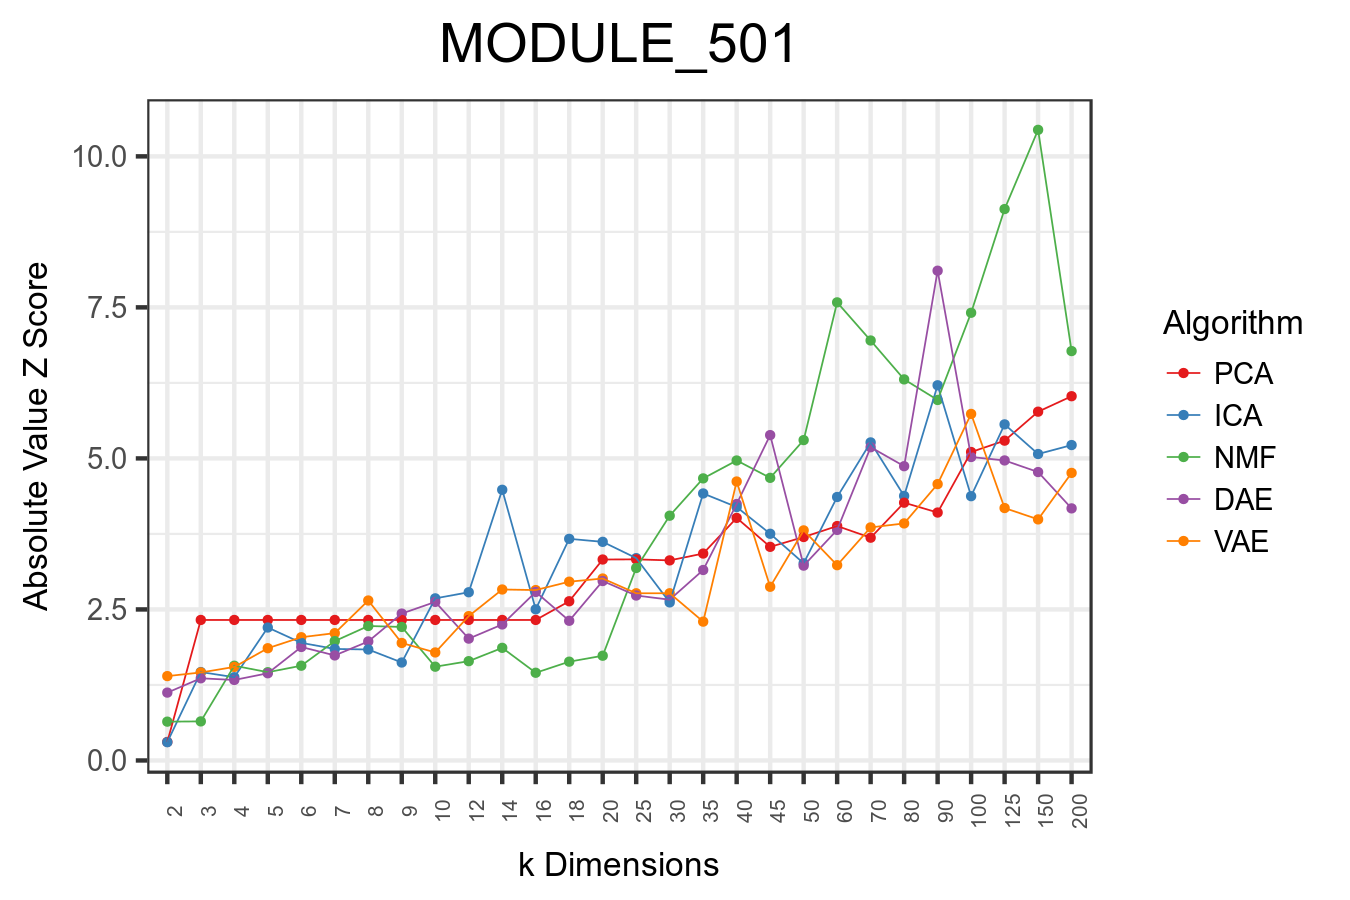 MODULE_501
Absolute Value Z Score
10.0
7.5
5.0
2.5
0.0
2 3 4 5 6 7 8 9 10 12 14 16 18 20 25 30 35 40 45 50 60 70 80 90 100 125 150 200
k Dimensions
Algorithm
PCA
ICA
NMF
DAE
VAE